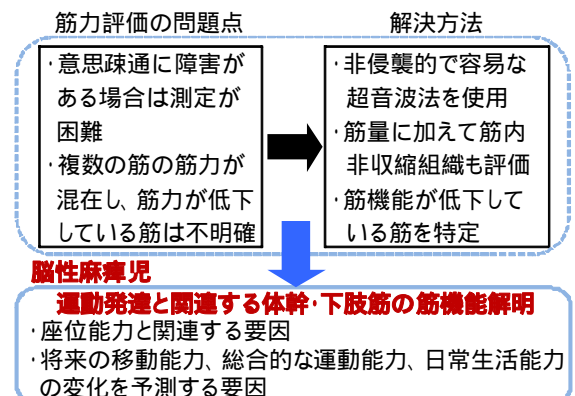 筋力評価の問題点
解決方法
・意思疎通に障害が
ある場合は測定が
困難
・複数の筋の筋力が
混在し、筋力が低下
している筋は不明確
・非侵襲的で容易な
超音波法を使用
・筋量に加えて筋内
非収縮組織も評価
・筋機能が低下して
いる筋を特定
脳性麻痺児
運動発達と関連する体幹・下肢筋の筋機能解明
・座位能力と関連する要因
・将来の移動能力、総合的な運動能力、日常生活能力
の変化を予測する要因